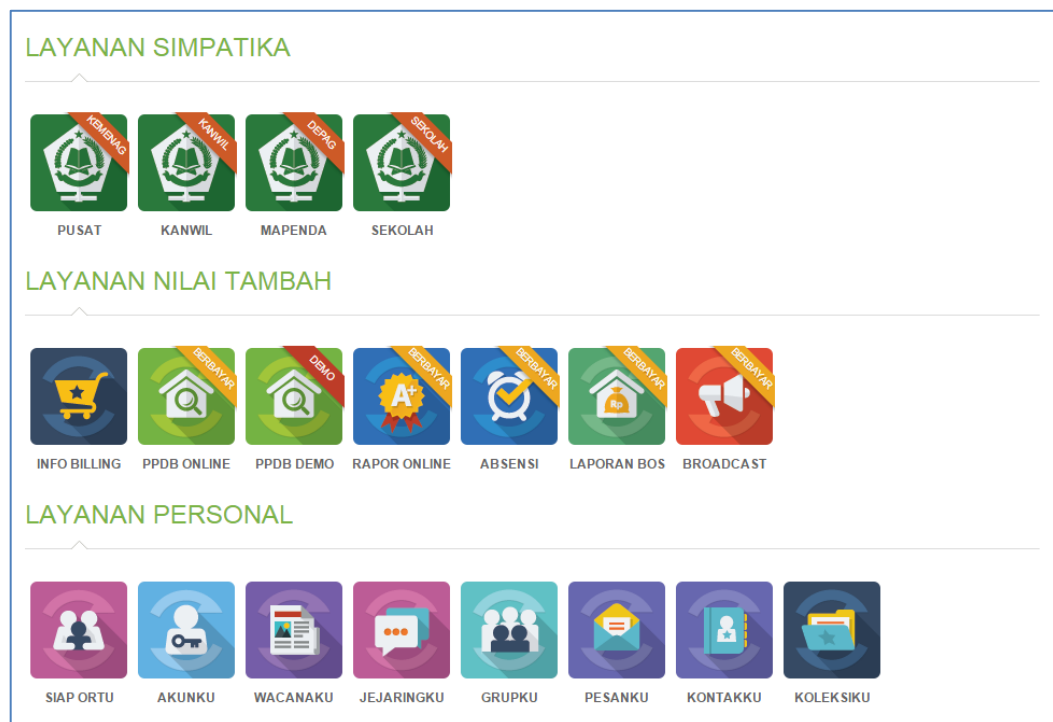 LAYANAN SIMPATIKA
KEMENAG KANWIL DEPAG SEKOLAH
PUSAT KANWIL MAPENDA SEKOLAH
LAYANAN NILAI TAMBAH
BERBAYAR DEMO BERBAYAR BERBAYAR BERBAYAR BERBAYAR
A+ Rp
INFO BILLING PPDB ONLINE PPDB DEMO RAPOR ONLINE ABSENSI LAPORAN BOS BROADCAST
LAYANAN PERSONAL
SIAP ORTU AKUNKU WACANAKU JEJARINGKU GRUPKU PESANKU KONTAKKU KOLEKSIKU